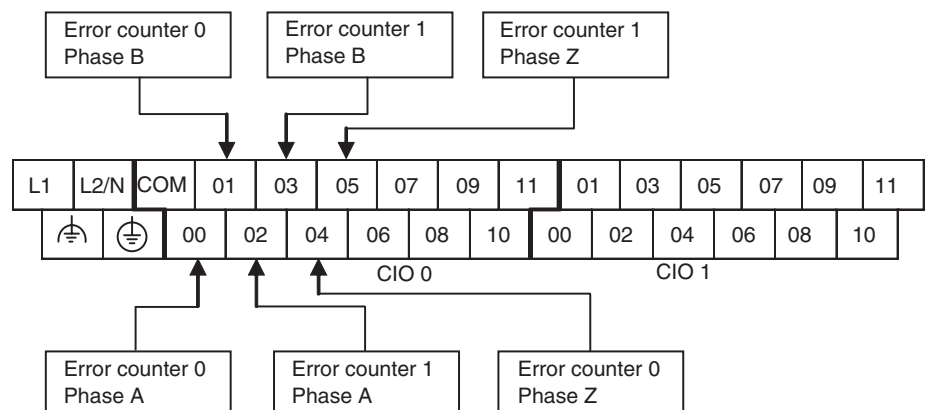 Error counter 0
Phase B
Error counter 1
Phase B
Error counter 1
Phase Z
L1 L2/N COM 01 03 05 07 09 11 01 03 05 07 09 11
00 02 04 06 08 10 00 02 04 06 08 10
CIO 0 CIO 1
Error counter 0
Phase A
Error counter 1
Phase A
Error counter 0
Phase Z